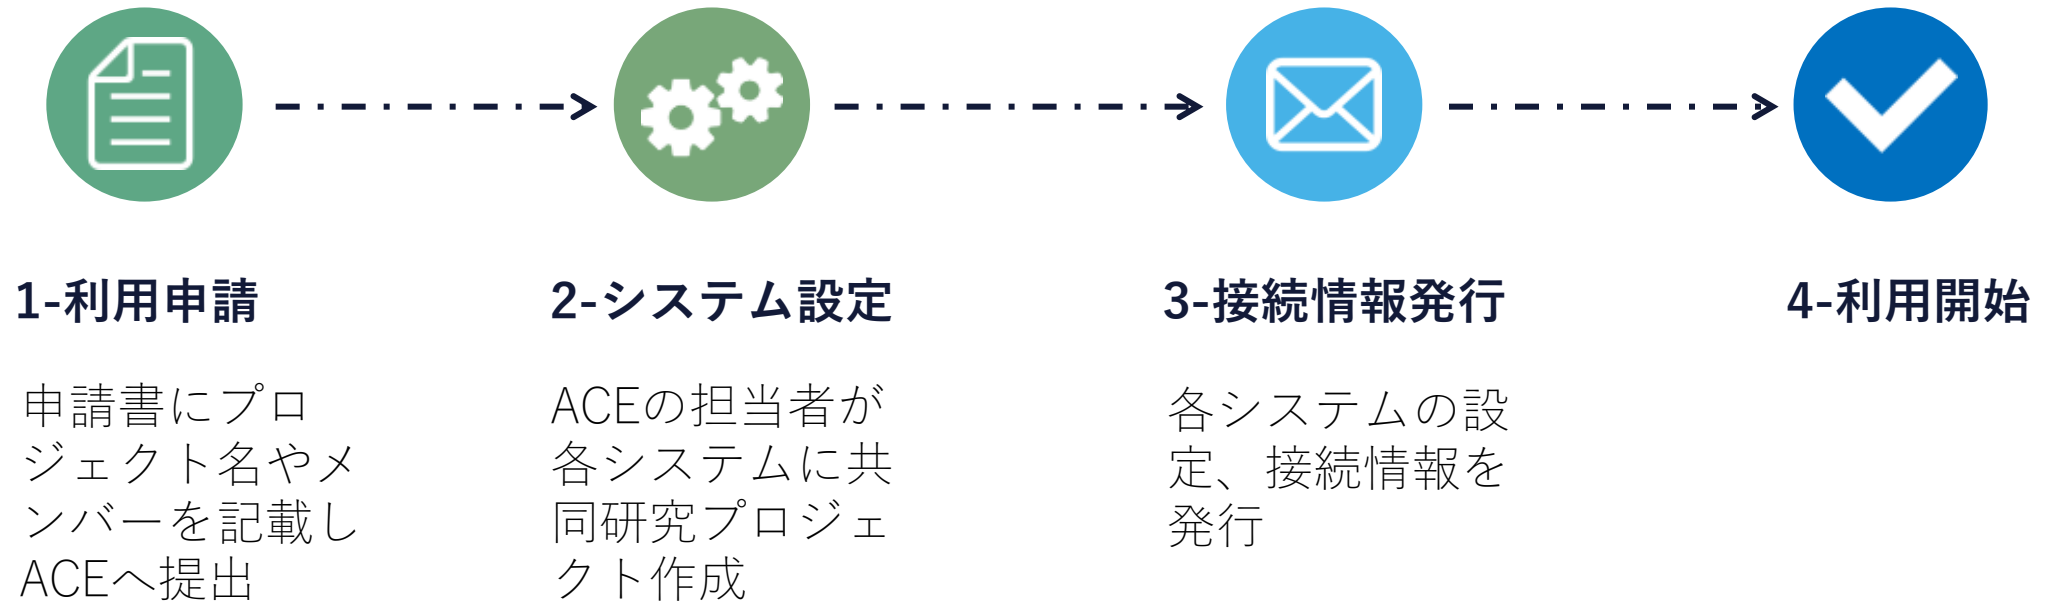 1-利用申請
申請書にプロ
ジェクト名やメ
ンバーを記載し
ACEへ提出
2-システム設定
ACEの担当者が
各システムに共
同研究プロジェ
クト作成
3-接続情報発行
各システムの設
定、接続情報を
発行
4-利用開始